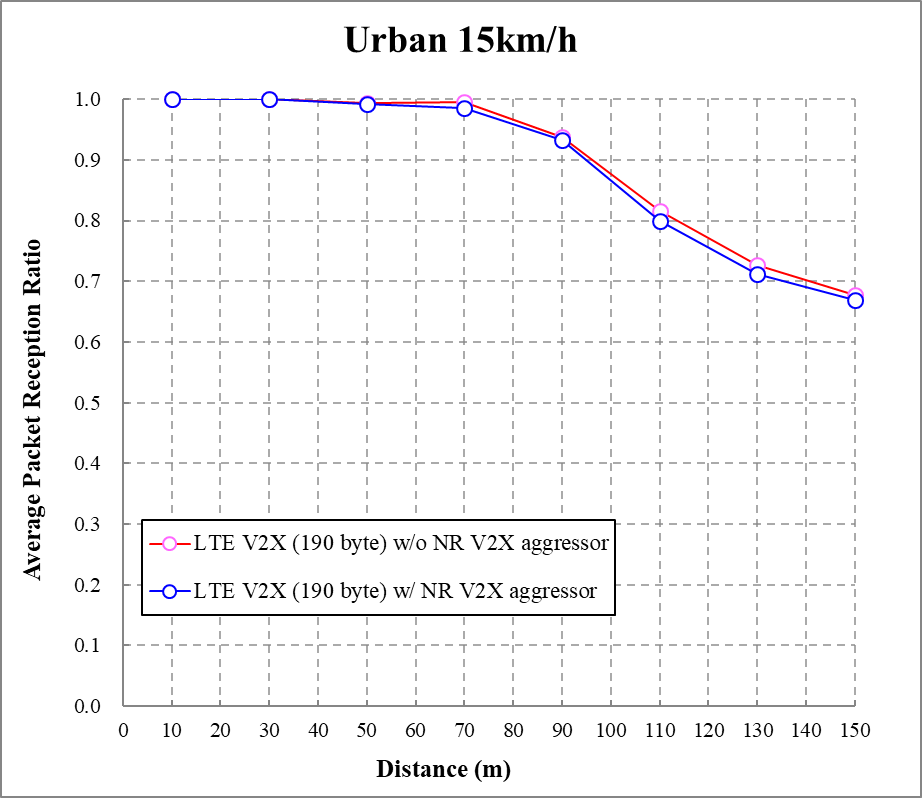 Urban 15km/h
Average Packet Reception Ratio
1.0
0.9
0.8
0.7
0.6
0.5
0.4
0.3
0.2
0.1
0.0
LTE V2X (190 byte) w/o NR V2X aggressor
LTE V2X (190 byte) w/ NR V2X aggressor
0 10 20 30 40 50 60 70 80 90 100 110 120 130 140 150
Distance (m)